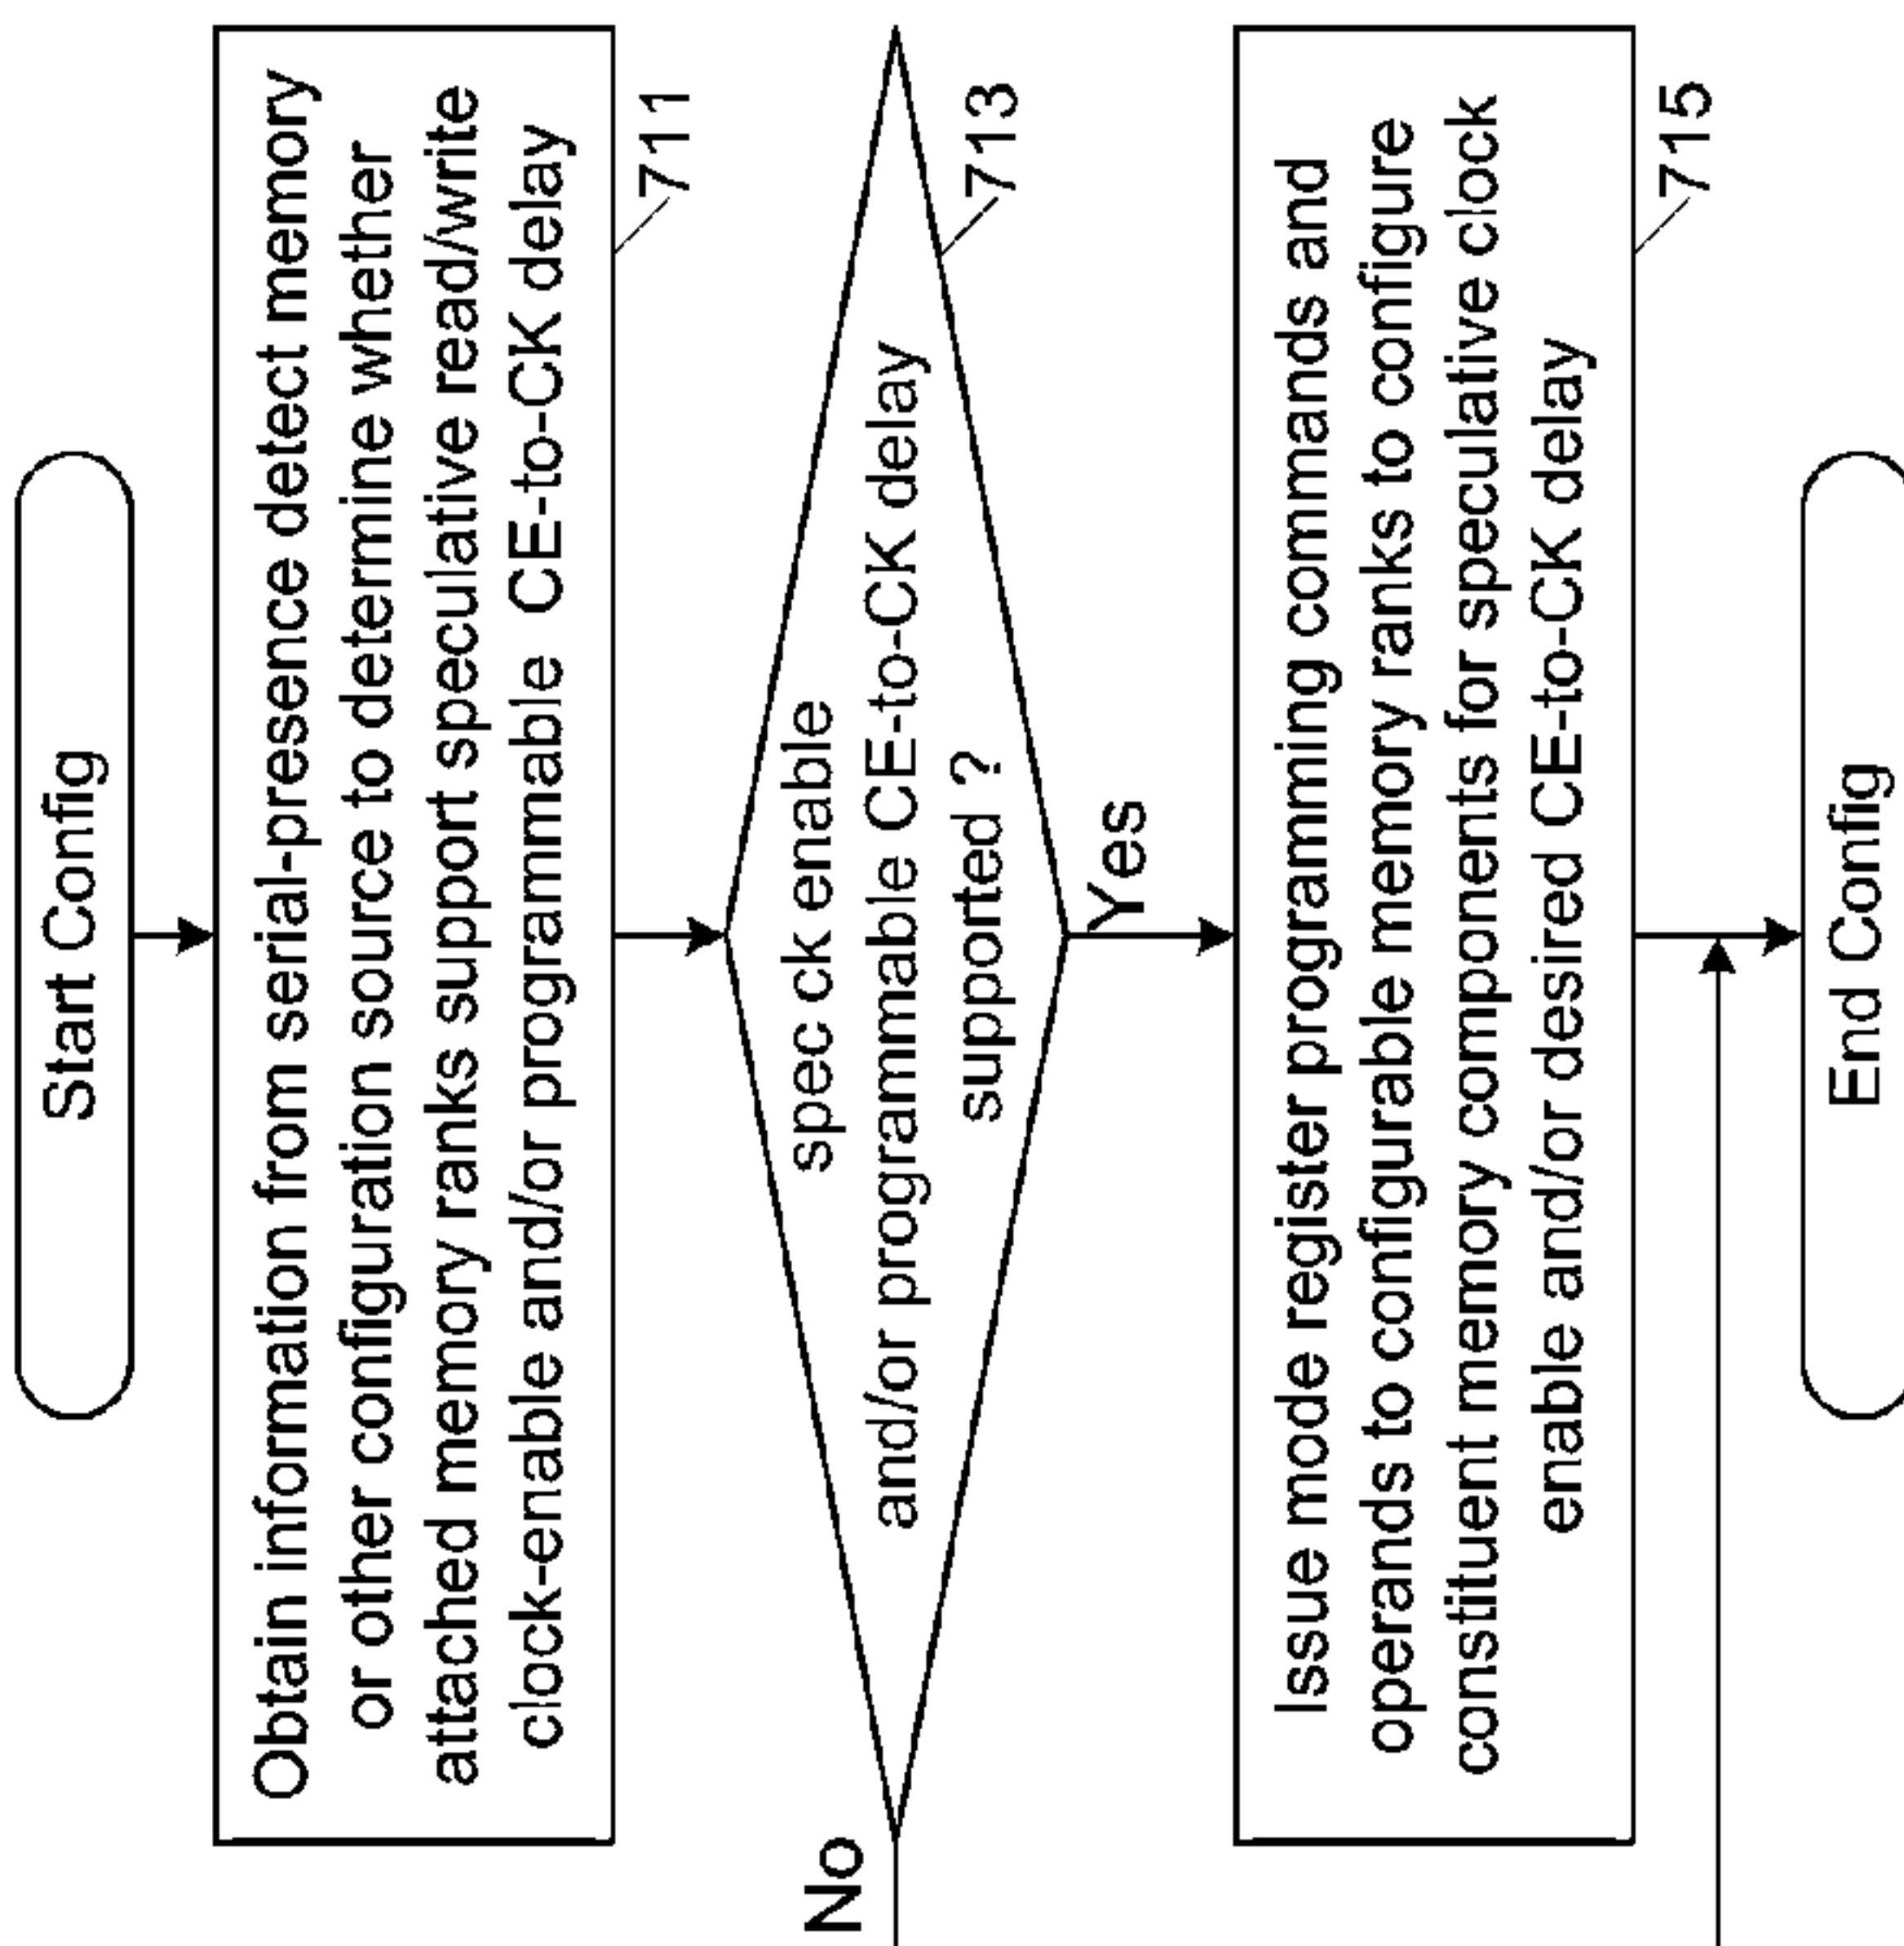 Start Config
Obtain information from serial-presence detect memory
or other configuration source to determine whether
attached memory ranks support speculative read/write
clock-enable and/or programmable CE-to-CK delay
711
spec ck enable
and/or programmable CE-to-CK delay
supported ?
713
No
Yes
Issue mode register programming commands and
operands to configurable memory ranks to configure
constituent memory components for speculative clock
enable and/or desired CE-to-CK delay
715
End Config